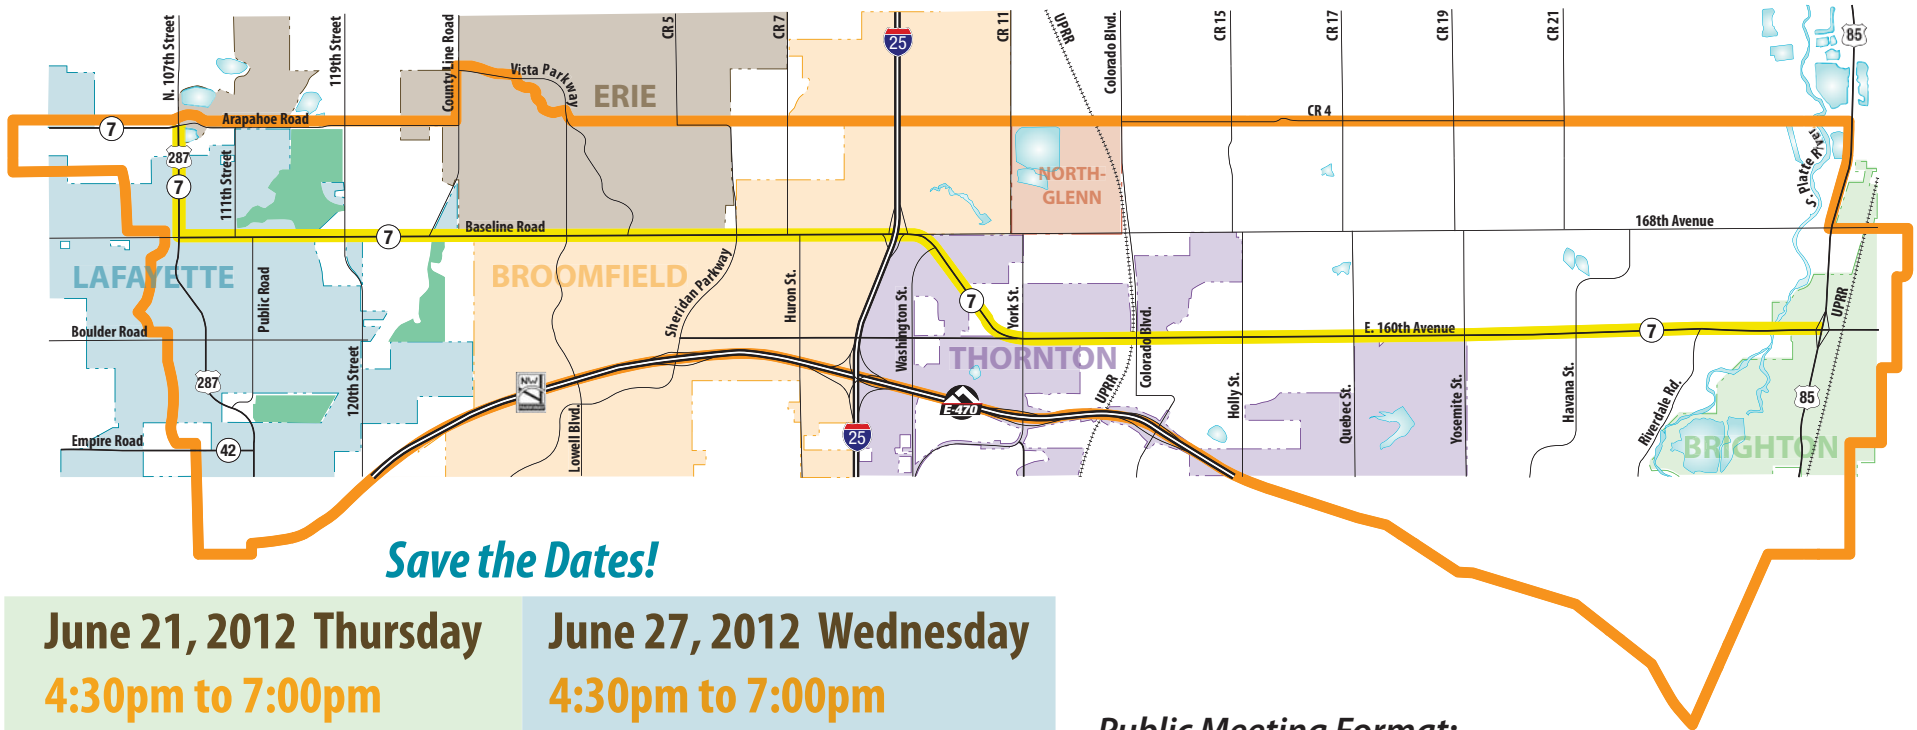 N. 107th Street
119th Street
County Line Road
CR 5
CR 7
25
CR 11
UPRR
Colorado Blvd.
CR 15
CR 17
CR 19
CR 21
85
Vista Parkway
ERIE
7
Arapahoe Road
CR 4
287
7
111th Street
NORTH-
GLENN
S. Platte River
7
Baseline Road
168th Avenue
LAFAYETTE
Public Road
BROOMFIELD
Sheridan Parkway
Huron St.
Washington St.
7
York St.
UPRR
Boulder Road
Colorado Blvd.
E. 160th Avenue
7
THORNTON
287
120th Street
NW
E-470
UPRR
Holly St.
Quebec St.
Yosemite St.
Havana St.
Riverdale Rd.
85
Empire Road
42
Lowell Blvd.
25
BRIGHTON
Save the Dates!
June 21, 2012 Thursday
4:30pm to 7:00pm
June 27, 2012 Wednesday
4:30pm to 7:00pm
Public Meeting Format: